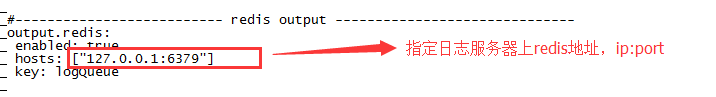 #--------------------------- redis output -------------------------------
output.redis:
enabled: true
hosts: ["127.0.0.1:6379"] 指定日志服务器上redis地址，ip:port
key: logQueue